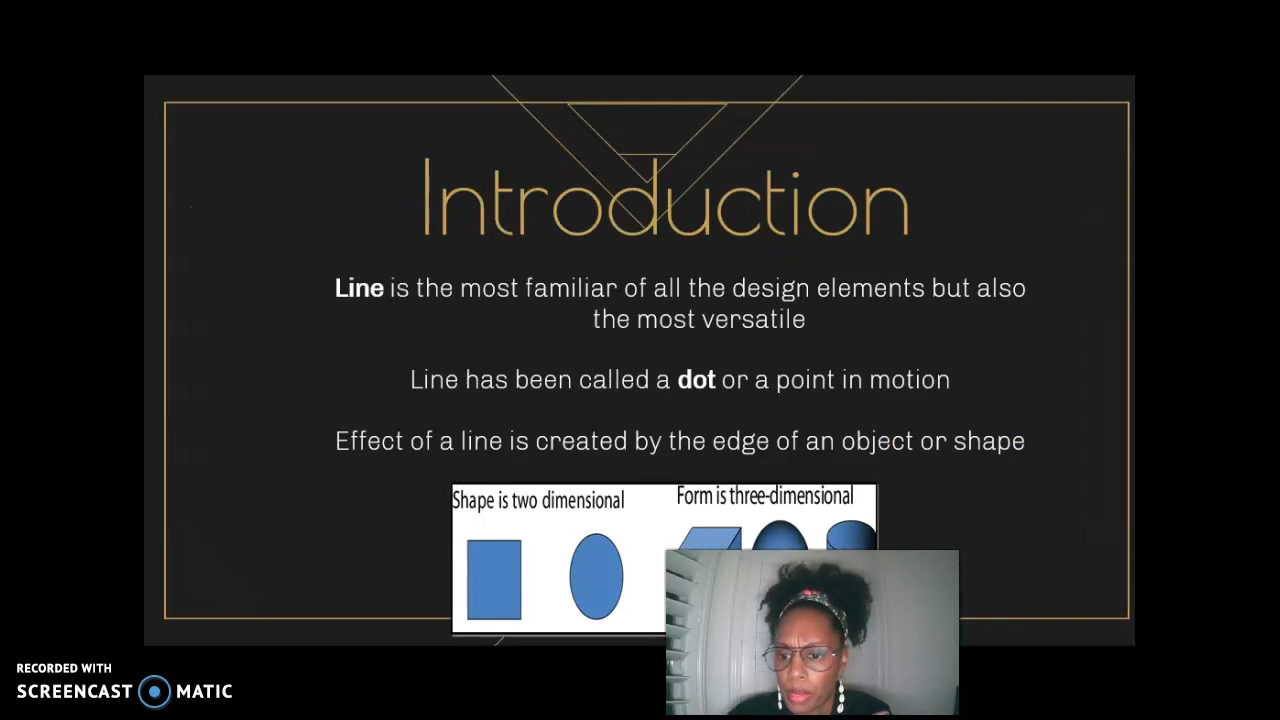 Introduction
Line is the most familiar of all the design elements but also
the most versatile
Line has been called a dot or a point in motion
Effect of a line is created by the edge of an object or shape
Shape is two dimensional
Form is three-dimensional
RECORDED WITH
SCREENCAST MATIC